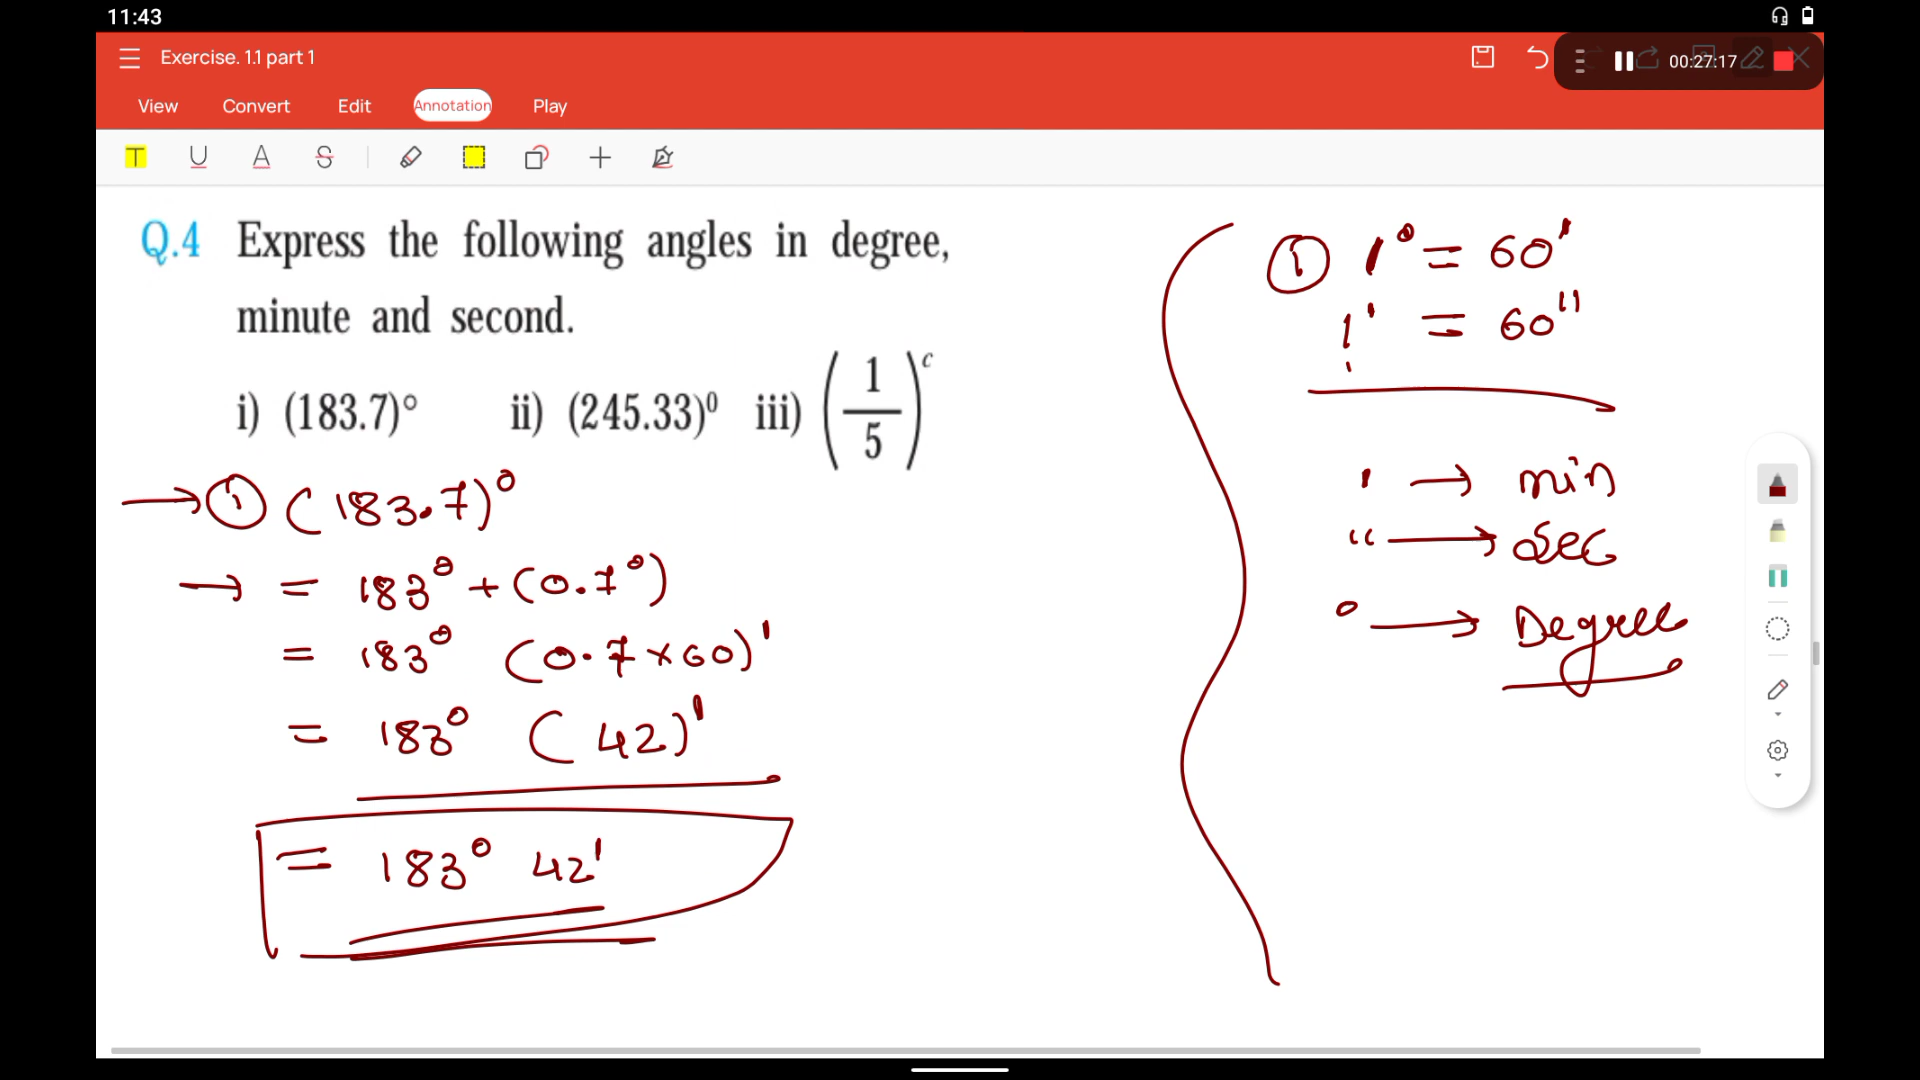 11:43
Exercise. 1.1 part 1
00:27:17
View Convert Edit Annotation Play
T U A S
Q.4 Express the following angles in degree,
minute and second.
i) (183.7)° ii) (245.33)⁰ iii) (1/5)ᶜ
→ ① (183.7)°
→ = 183° + (0.7°)
= 183° (0.7×60)'
= 183° (42)'
= 183° 42'
① 1° = 60'
1' = 60"
' → min
" → sec
° → Degree